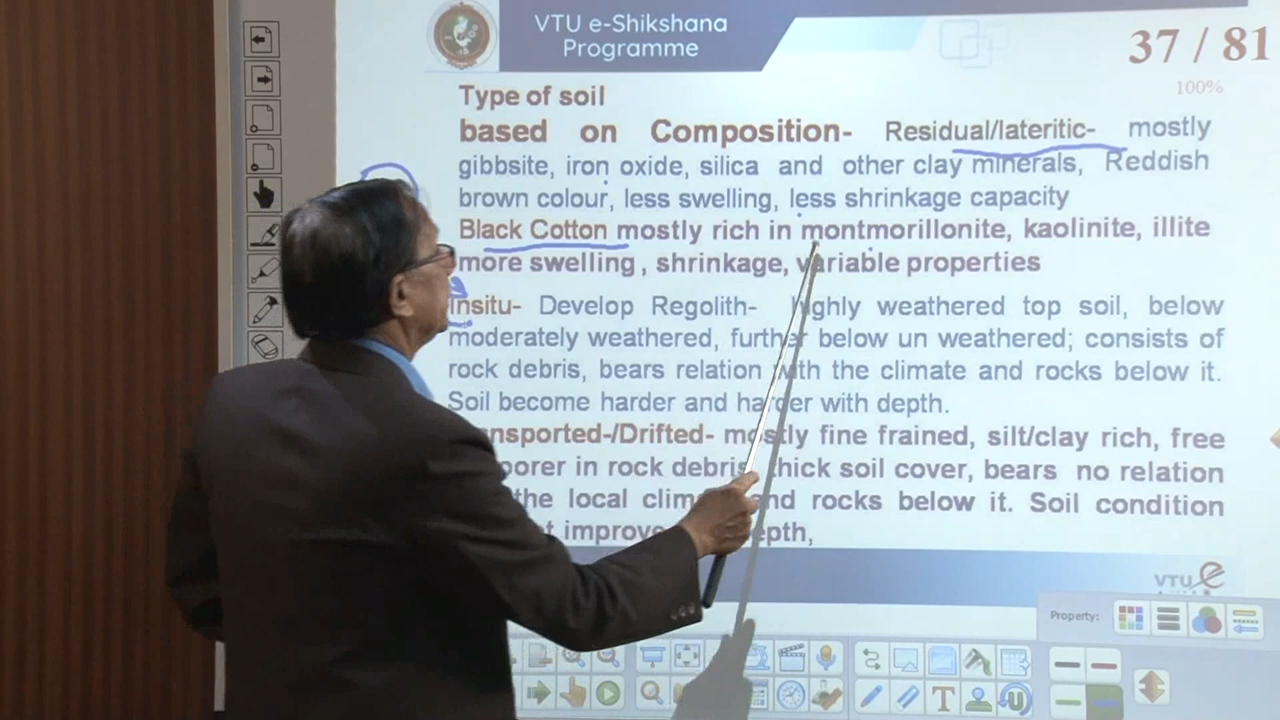 VTU e-Shikshana
Programme
37 / 81
100%
Type of soil
based on Composition- Residual/lateritic- mostly
gibbsite, iron oxide, silica and other clay minerals, Reddish
brown colour, less swelling, less shrinkage capacity
Black Cotton mostly rich in montmorillonite, kaolinite, illite
more swelling , shrinkage, variable properties
Insitu- Develop Regolith- highly weathered top soil, below
moderately weathered, further below un weathered; consists of
rock debris, bears relation with the climate and rocks below it.
Soil become harder and harder with depth.
nsported-/Drifted- mostly fine frained, silt/clay rich, free
porer in rock debris, thick soil cover, bears no relation
the local clim nd rocks below it. Soil condition
t improve epth,
VTU e
Property:
T